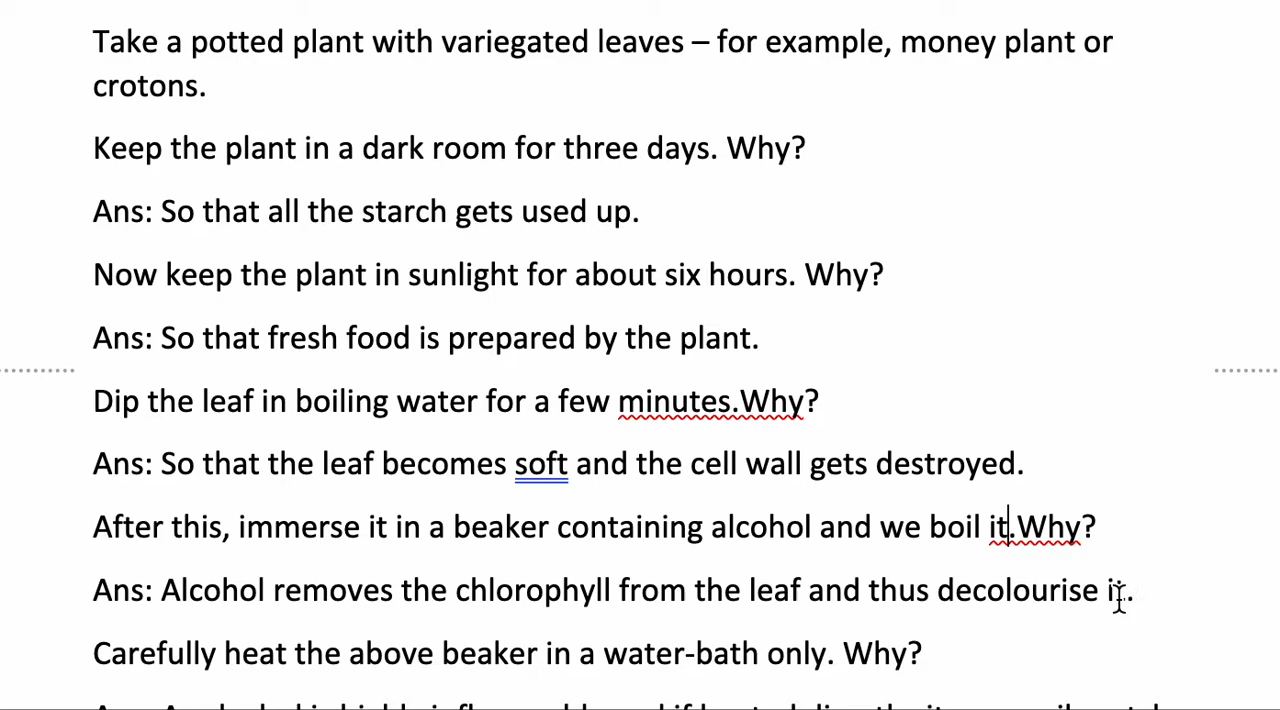 Take a potted plant with variegated leaves – for example, money plant or
crotons.
Keep the plant in a dark room for three days. Why?
Ans: So that all the starch gets used up.
Now keep the plant in sunlight for about six hours. Why?
Ans: So that fresh food is prepared by the plant.
Dip the leaf in boiling water for a few minutes.Why?
Ans: So that the leaf becomes soft and the cell wall gets destroyed.
After this, immerse it in a beaker containing alcohol and we boil it.Why?
Ans: Alcohol removes the chlorophyll from the leaf and thus decolourise it.
Carefully heat the above beaker in a water-bath only. Why?